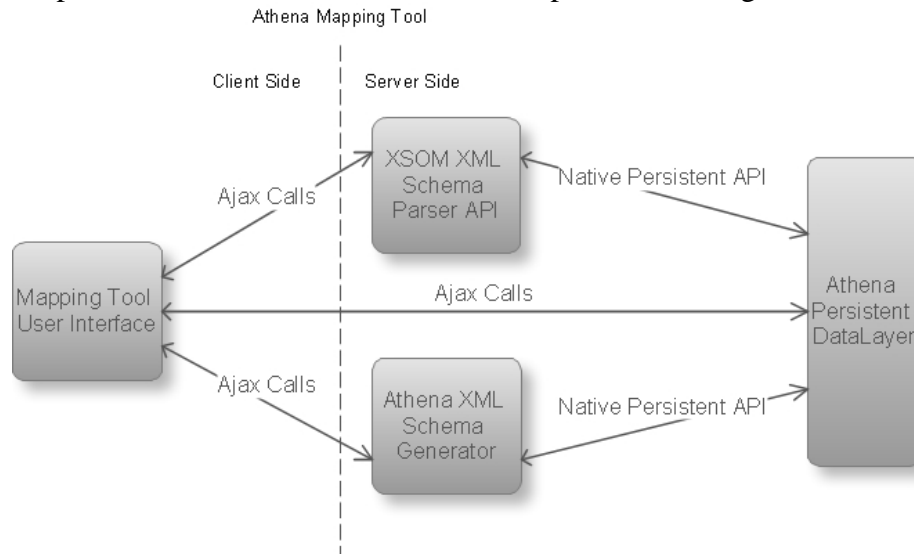 Athena Mapping Tool
Client Side
Server Side
XSOM XML
Schema
Parser API
Native Persistent API
Ajax Calls
Ajax Calls
Mapping Tool
User Interface
Athena
Persistent
DataLayer
Ajax Calls
Athena XML
Schema
Generator
Native Persistent API